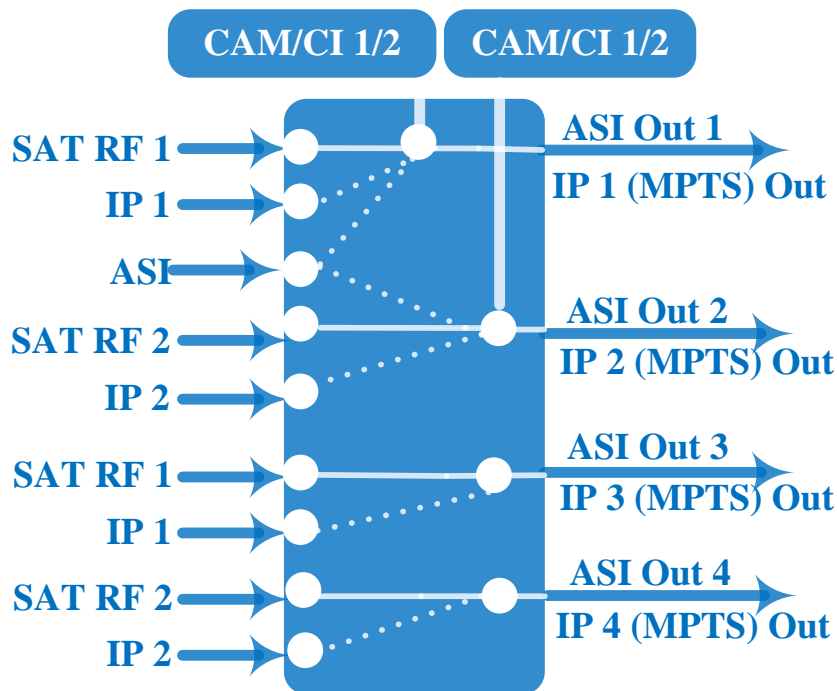 CAM/CI 1/2
CAM/CI 1/2
SAT RF 1
ASI Out 1
IP 1
IP 1 (MPTS) Out
ASI
SAT RF 2
ASI Out 2
IP 2
IP 2 (MPTS) Out
SAT RF 1
ASI Out 3
IP 1
IP 3 (MPTS) Out
SAT RF 2
ASI Out 4
IP 2
IP 4 (MPTS) Out